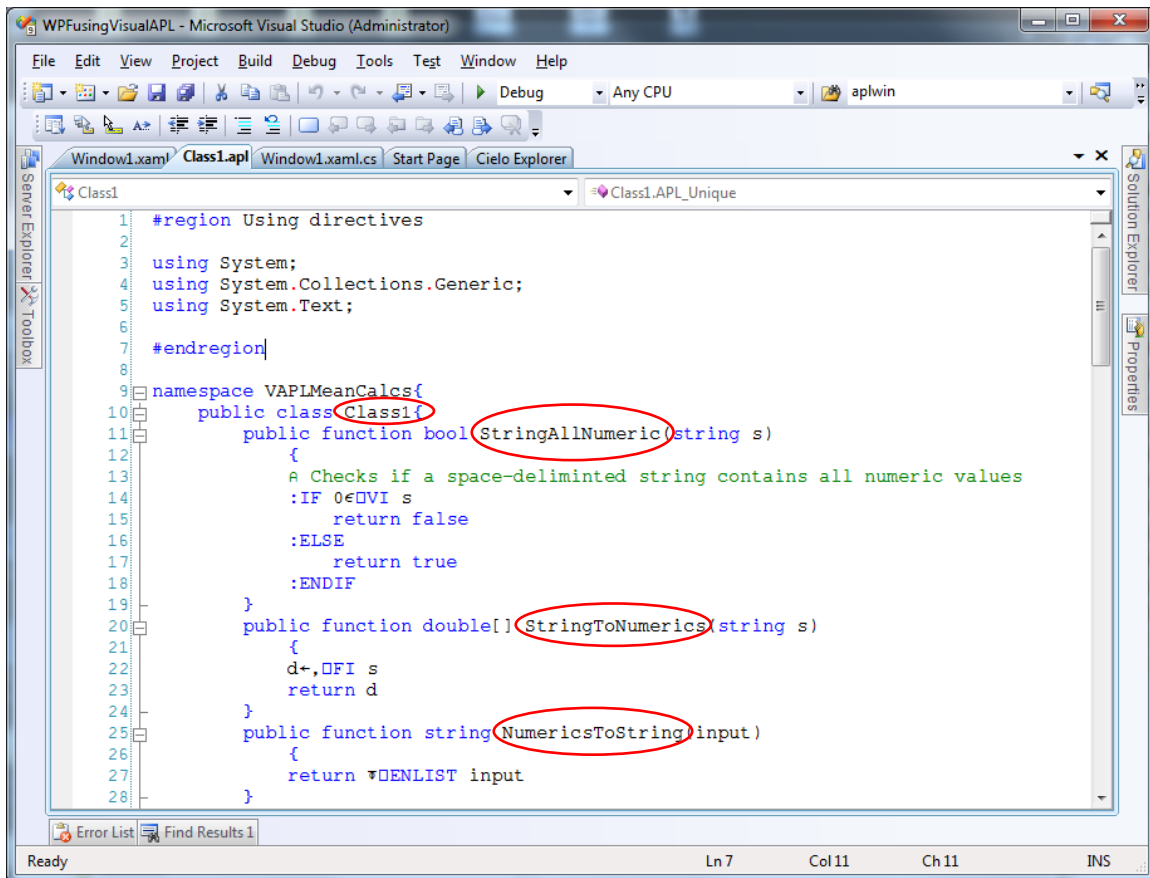 WPFusingVisualAPL - Microsoft Visual Studio (Administrator)
File Edit View Project Build Debug Tools Test Window Help
Debug Any CPU aplwin
Window1.xaml Class1.apl Window1.xaml.cs Start Page Cielo Explorer
Server Explorer
Toolbox
Solution Explorer
Properties
Class1 Class1.APL_Unique
1 #region Using directives
2
3 using System;
4 using System.Collections.Generic;
5 using System.Text;
6
7 #endregion
8
9 namespace VAPLMeanCalcs{
10 public class Class1{
11 public function bool StringAllNumeric(string s)
12 {
13 ⍝ Checks if a space-deliminted string contains all numeric values
14 :IF 0∊⎕VI s
15 return false
16 :ELSE
17 return true
18 :ENDIF
19 }
20 public function double[] StringToNumerics(string s)
21 {
22 d←,⎕FI s
23 return d
24 }
25 public function string NumericsToString(input)
26 {
27 return ⍕⎕ENLIST input
28 }
Error List Find Results 1
Ready Ln 7 Col 11 Ch 11 INS